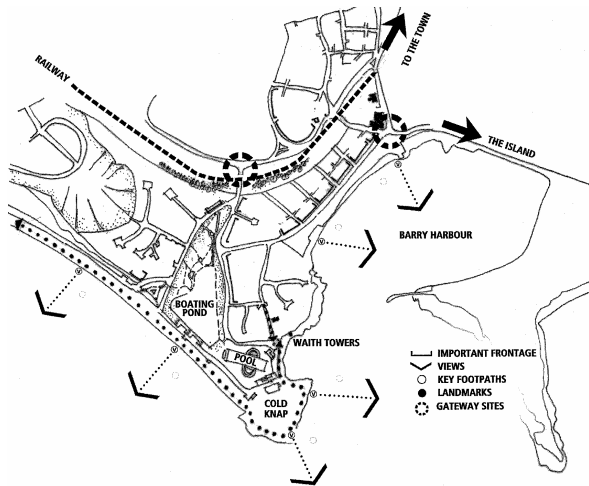 TO THE TOWN
RAILWAY
THE ISLAND
BARRY HARBOUR
BOATING
POND
WAITH TOWERS
POOL
COLD
KNAP
IMPORTANT FRONTAGE
VIEWS
KEY FOOTPATHS
LANDMARKS
GATEWAY SITES